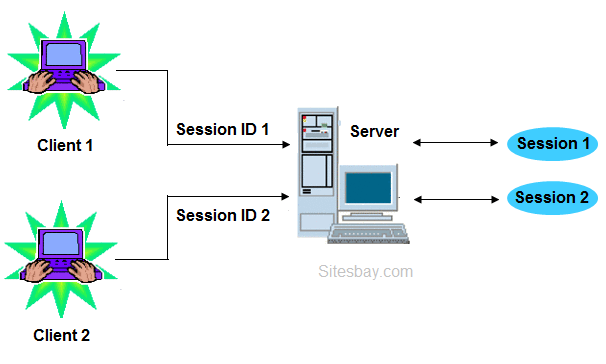 Client 1
Session ID 1
Server
Session 1
Session 2
Session ID 2
Sitesbay.com
Client 2